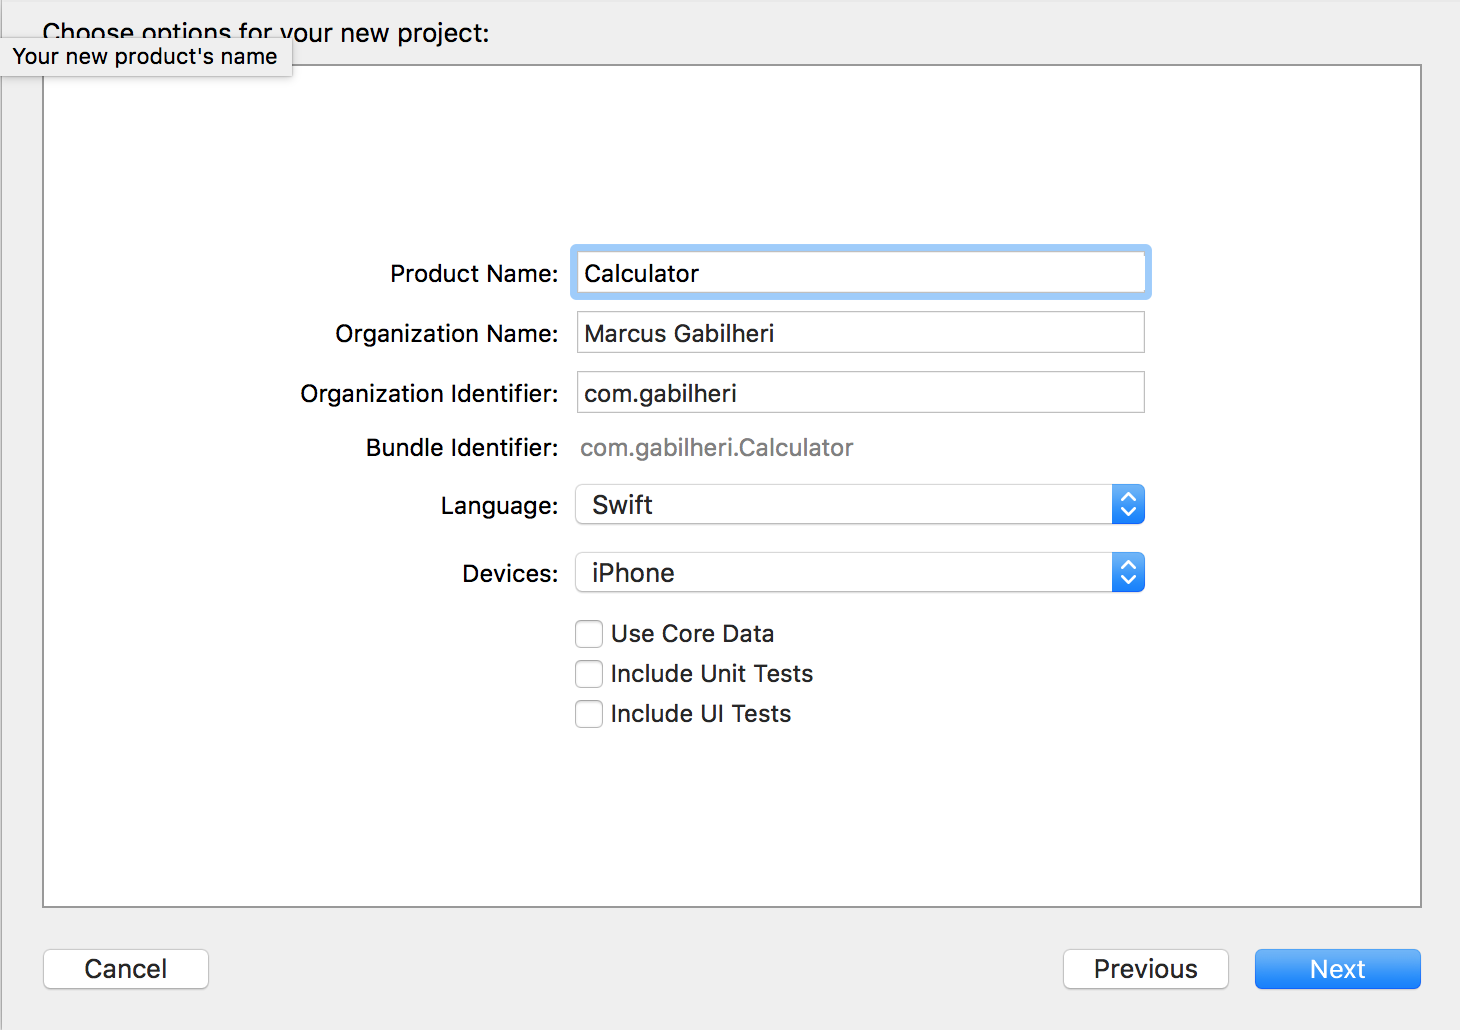 Choose options for your new project:
Your new product's name
Product Name: Calculator
Organization Name: Marcus Gabilheri
Organization Identifier: com.gabilheri
Bundle Identifier: com.gabilheri.Calculator
Language: Swift
Devices: iPhone
Use Core Data
Include Unit Tests
Include UI Tests
Cancel Previous Next